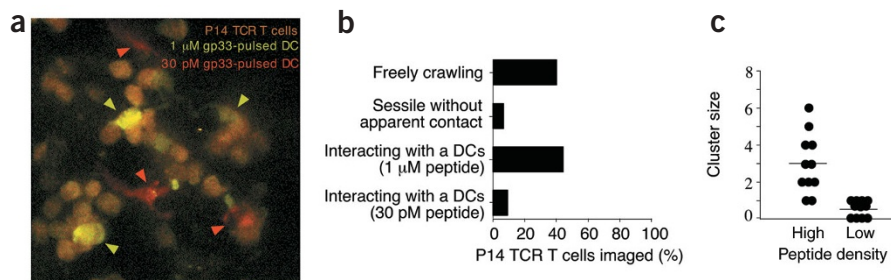 a
P14 TCR T cells
1 μM gp33-pulsed DC
30 pM gp33-pulsed DC
b
Freely crawling
Sessile without
apparent contact
Interacting with a DCs
(1 μM peptide)
Interacting with a DCs
(30 pM peptide)
0 20 40 60 80 100
P14 TCR T cells imaged (%)
c
Cluster size
8
6
4
2
0
High Low
Peptide density